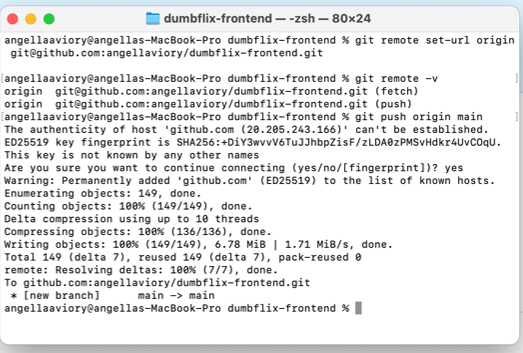 dumbflix-frontend — -zsh — 80×24
angellaaviory@angellas-MacBook-Pro dumbflix-frontend % git remote set-url origin
git@github.com:angellaviory/dumbflix-frontend.git
angellaaviory@angellas-MacBook-Pro dumbflix-frontend % git remote -v
origin git@github.com:angellaviory/dumbflix-frontend.git (fetch)
origin git@github.com:angellaviory/dumbflix-frontend.git (push)
angellaaviory@angellas-MacBook-Pro dumbflix-frontend % git push origin main
The authenticity of host 'github.com (20.205.243.166)' can't be established.
ED25519 key fingerprint is SHA256:+DiY3wvvV6TuJJhbpZisF/zLDA0zPMSvHdkr4UvCOqU.
This key is not known by any other names
Are you sure you want to continue connecting (yes/no/[fingerprint])? yes
Warning: Permanently added 'github.com' (ED25519) to the list of known hosts.
Enumerating objects: 149, done.
Counting objects: 100% (149/149), done.
Delta compression using up to 10 threads
Compressing objects: 100% (136/136), done.
Writing objects: 100% (149/149), 6.78 MiB | 1.71 MiB/s, done.
Total 149 (delta 7), reused 149 (delta 7), pack-reused 0
remote: Resolving deltas: 100% (7/7), done.
To github.com:angellaviory/dumbflix-frontend.git
* [new branch] main -> main
angellaaviory@angellas-MacBook-Pro dumbflix-frontend %